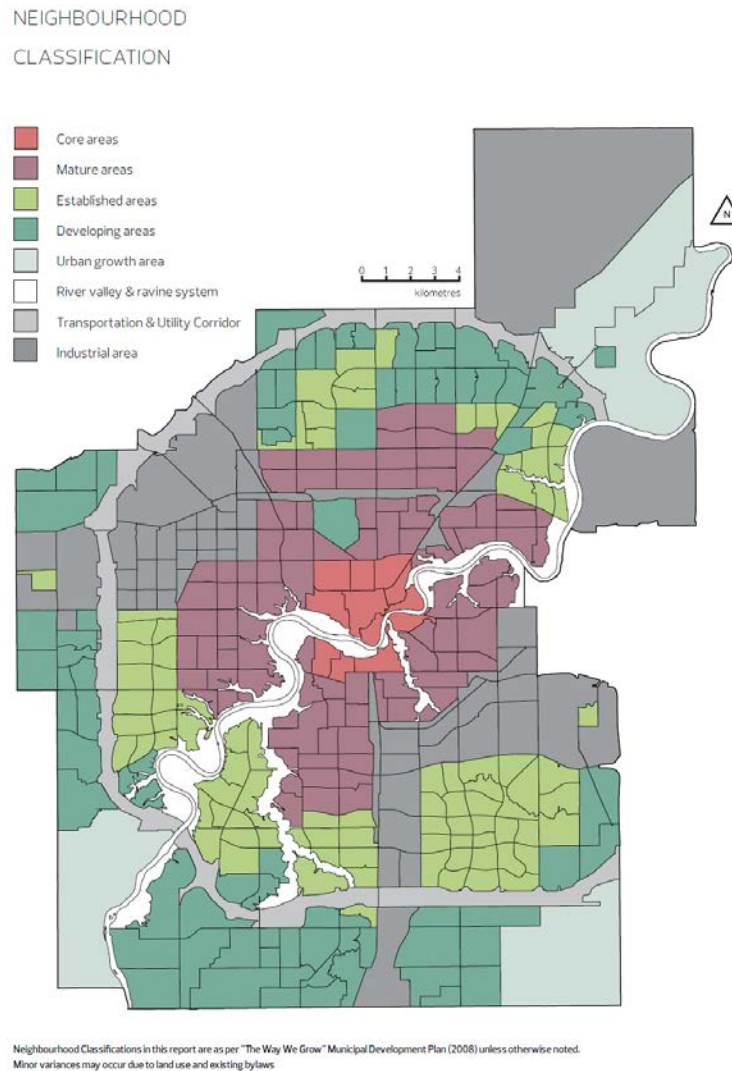 NEIGHBOURHOOD
CLASSIFICATION
Core areas
Mature areas
Established areas
Developing areas
Urban growth area
River valley & ravine system
Transportation & Utility Corridor
Industrial area
0 1 2 3 4
kilometres
N
Neighbourhood Classifications in this report are as per "The Way We Grow" Municipal Development Plan (2008) unless otherwise noted.
Minor variances may occur due to land use and existing bylaws